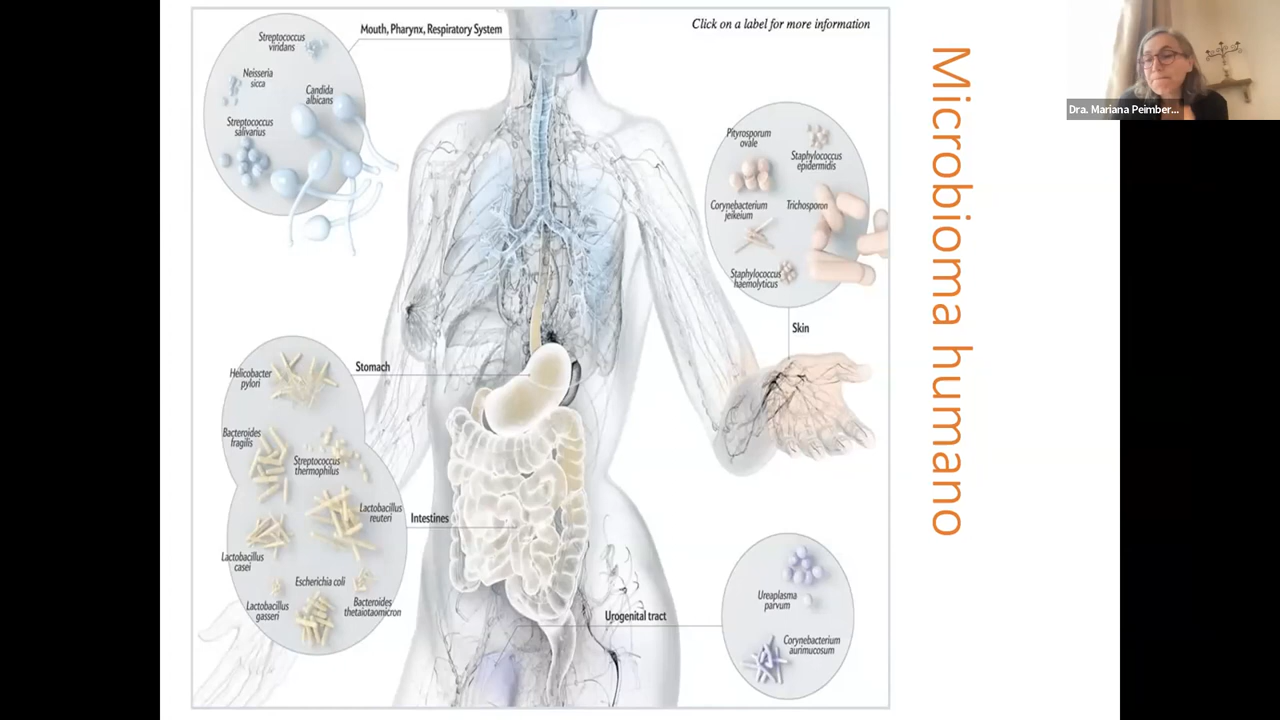 Mouth, Pharynx, Respiratory System
Click on a label for more information
Streptococcus
viridans
Neisseria
sicca
Candida
albicans
Streptococcus
salivarius
Pityrosporum
ovale
Staphylococcus
epidermidis
Corynebacterium
jeikeium
Trichosporon
Staphylococcus
haemolyticus
Skin
Stomach
Helicobacter
pylori
Bacteroides
fragilis
Streptococcus
thermophilus
Lactobacillus
reuteri
Intestines
Lactobacillus
casei
Escherichia coli
Lactobacillus
gasseri
Bacteroides
thetaiotaomicron
Urogenital tract
Ureaplasma
parvum
Corynebacterium
aurimucosum
Microbioma humano
Dra. Mariana Peimber...